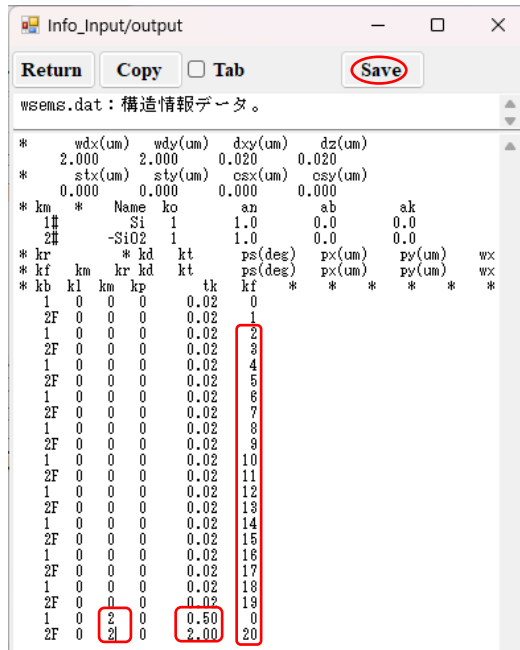 Info_Input/output
Return Copy Tab Save
wsems.dat：構造情報データ。
* wdx(um) wdy(um) dxy(um) dz(um)
2.000 2.000 0.020 0.020
* stx(um) sty(um) csx(um) csy(um)
0.000 0.000 0.000 0.000
* km * Name ko an ab ak
1# Si 1 1.0 0.0 0.0
2# -SiO2 1 1.0 0.0 0.0
* kr * kd kt ps(deg) px(um) py(um) wx
* kf km kr kd kt ps(deg) px(um) py(um) wx
* kb kl km kp tk kf * * * * * *
1 0 0 0 0.02 0
2F 0 0 0 0.02 1
1 0 0 0 0.02 2
2F 0 0 0 0.02 3
1 0 0 0 0.02 4
2F 0 0 0 0.02 5
1 0 0 0 0.02 6
2F 0 0 0 0.02 7
1 0 0 0 0.02 8
2F 0 0 0 0.02 9
1 0 0 0 0.02 10
2F 0 0 0 0.02 11
1 0 0 0 0.02 12
2F 0 0 0 0.02 13
1 0 0 0 0.02 14
2F 0 0 0 0.02 15
1 0 0 0 0.02 16
2F 0 0 0 0.02 17
1 0 0 0 0.02 18
2F 0 0 0 0.02 19
1 0 2 0 0.50 0
2F 0 2 0 2.00 20